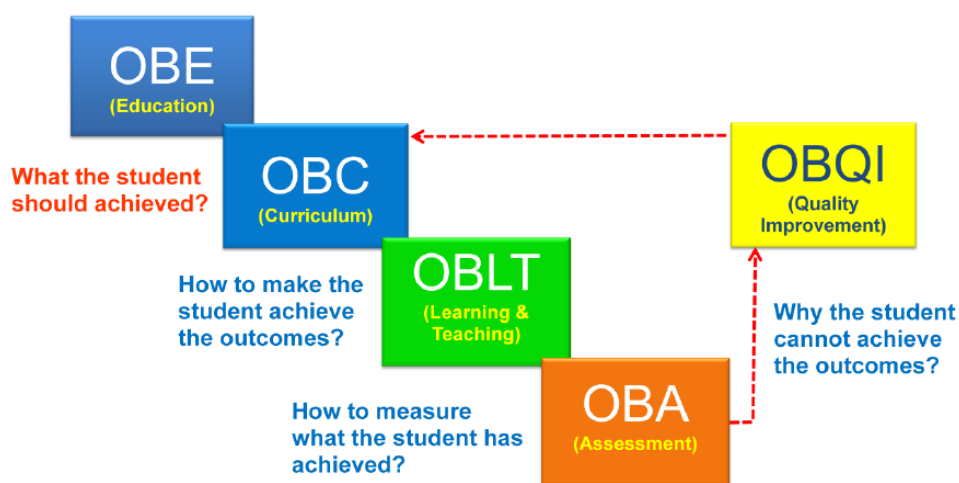 OBE
(Education)
What the student
should achieved?
OBC
(Curriculum)
OBQI
(Quality
Improvement)
How to make the
student achieve
the outcomes?
OBLT
(Learning &
Teaching)
Why the student
cannot achieve
the outcomes?
How to measure
what the student has
achieved?
OBA
(Assessment)